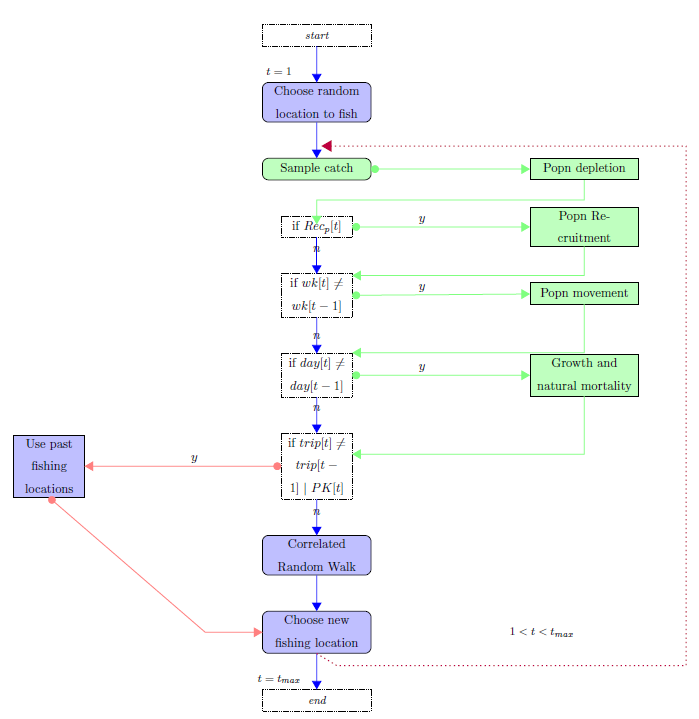 start
t = 1
Choose random
location to fish
Sample catch
Popn depletion
if Rec_p[t]
y
Popn Re-
cruitment
n
if wk[t] ≠
wk[t − 1]
y
Popn movement
n
if day[t] ≠
day[t − 1]
y
Growth and
natural mortality
n
if trip[t] ≠
trip[t −
1] | PK[t]
y
Use past
fishing
locations
n
Correlated
Random Walk
Choose new
fishing location
1 < t < t_max
t = t_max
end